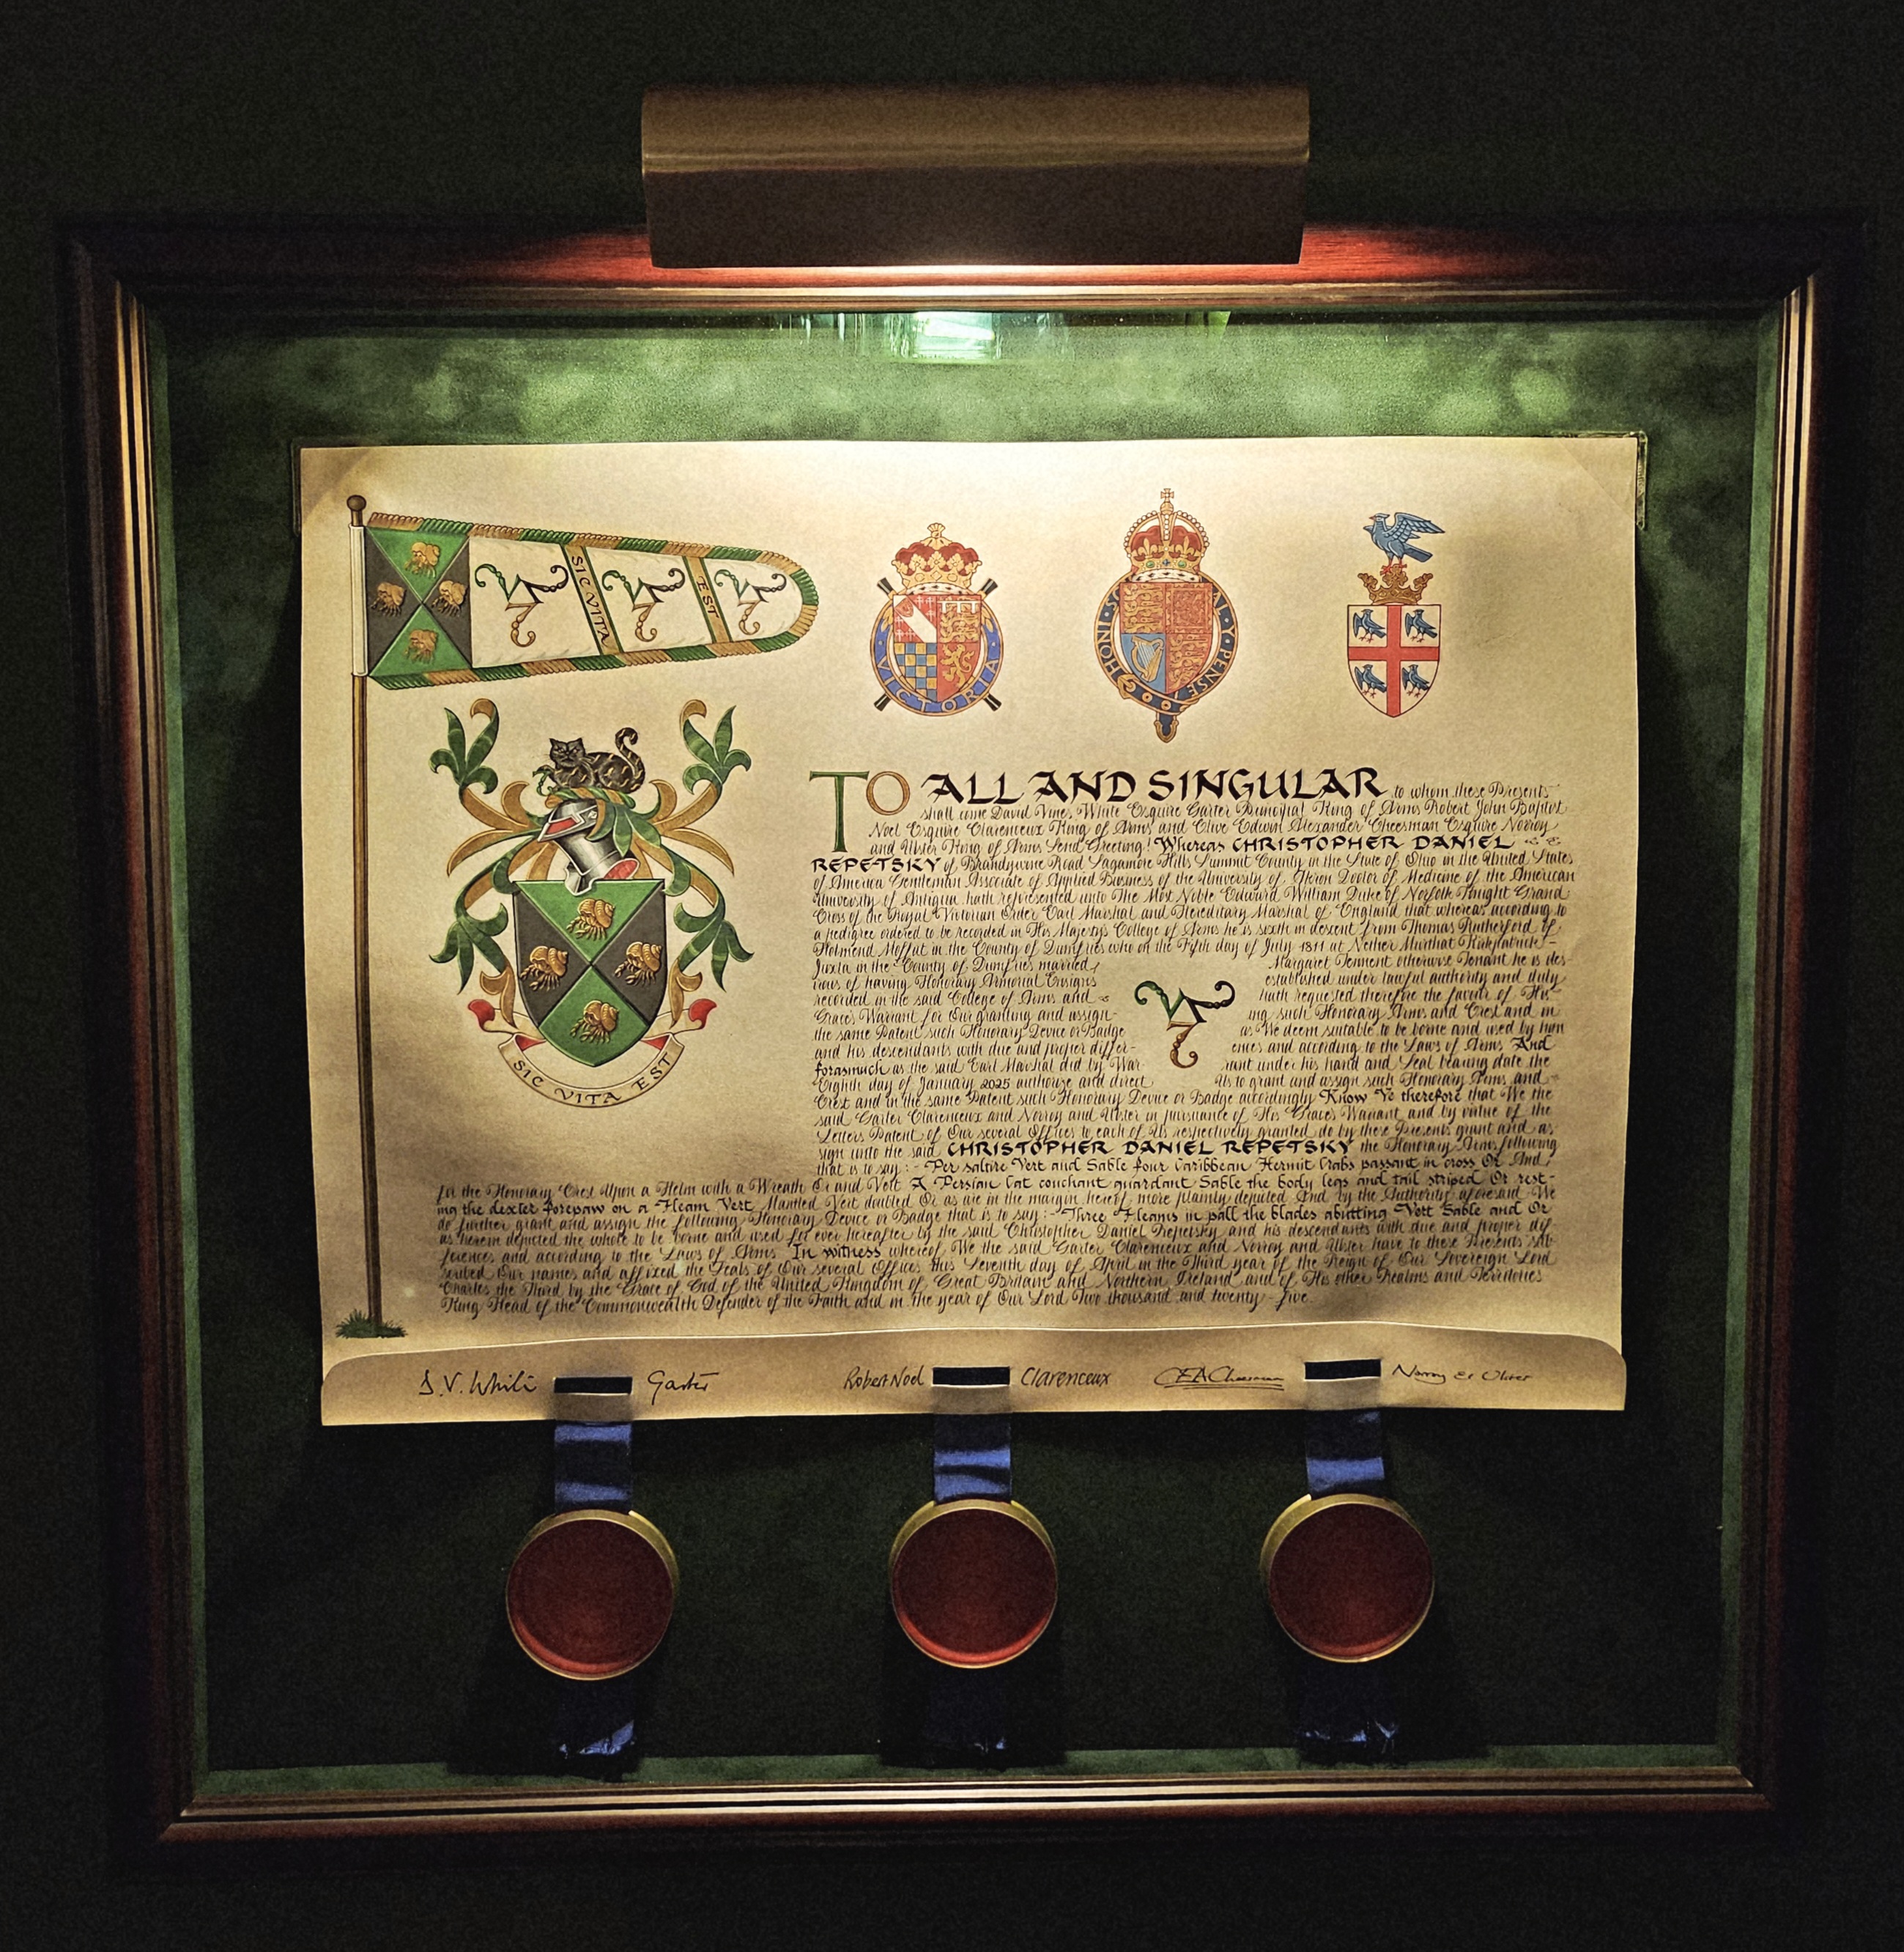 SIC VITA
EST
VICTORIA
HONI SO
AL·Y·PENSE
SIC VITA EST
TO ALL AND SINGULAR to whom these Presents
shall come David Vines White Esquire Garter Principal King of Arms Robert John Baptist
Noel Esquire Clarenceux King of Arms and Clive Edwin Alexander Cheesman Esquire Norroy
and Ulster King of Arms Send Greeting! Whereas CHRISTOPHER DANIEL
REPETSKY of Brandywine Road Sagamore Hills Summit County in the State of Ohio in the United States
of America Gentleman Associate of Applied Business of the University of Akron Doctor of Medicine of the American
University of Antigua hath represented unto The Most Noble Edward William Duke of Norfolk Knight Grand
Cross of the Royal Victorian Order Earl Marshal and Hereditary Marshal of England that whereas according to
a pedigree ordered to be recorded in His Majesty's College of Arms he is sixth in descent from Thomas Rutherford of
Holmend Moffat in the County of Dumfries who on the Fifth day of July 1811 at Nether Murthat Kirkpatrick-
Juxta in the County of Dumfries married Margaret Tennent otherwise Tenant he is des-
irous of having Honorary Armorial Ensigns established under lawful authority and duly
recorded in the said College of Arms and hath requested therefore the favour of His
Grace's Warrant for Our granting and assign- ing such Honorary Arms and Crest and in
the same Patent such Honorary Device or Badge as We deem suitable to be borne and used by him
and his descendants with due and proper differ- ences and according to the Laws of Arms And
forasmuch as the said Earl Marshal did by War- rant under his hand and Seal bearing date the
Eighth day of January 2025 authorise and direct Us to grant and assign such Honorary Arms and
Crest and in the same Patent such Honorary Device or Badge accordingly Know Ye therefore that We the
said Garter Clarenceux and Norroy and Ulster in pursuance of His Grace's Warrant and by virtue of the
Letters Patent of Our several Offices to each of Us respectively granted do by these Presents grant and as-
sign unto the said CHRISTOPHER DANIEL REPETSKY the Honorary Arms following
that is to say:- Per saltire Vert and Sable four Caribbean Hermit Crabs passant in cross Or And
for the Honorary Crest Upon a Helm with a Wreath Or and Vert A Persian Cat couchant guardant Sable the body legs and tail striped Or rest-
ing the dexter forepaw on a Fleam Vert Mantled Vert doubled Or as are in the margin hereof more plainly depicted And by the Authority aforesaid We
do further grant and assign the following Honorary Device or Badge that is to say:- Three Fleams in pall the blades abutting Vert Sable and Or
as herein depicted the whole to be borne and used for ever hereafter by the said Christopher Daniel Repetsky and his descendants with due and proper dif-
ferences and according to the Laws of Arms In witness whereof We the said Garter Clarenceux and Norroy and Ulster have to these Presents sub-
scribed Our names and affixed the Seals of Our several Offices this Seventh day of April in the Third year of the Reign of Our Sovereign Lord
Charles the Third by the Grace of God of the United Kingdom of Great Britain and Northern Ireland and of His other Realms and Territories
King Head of the Commonwealth Defender of the Faith and in the year of Our Lord Two thousand and twenty-five.
D.V. White Garter Robert Noel Clarenceux CEACheesman Norroy & Ulster